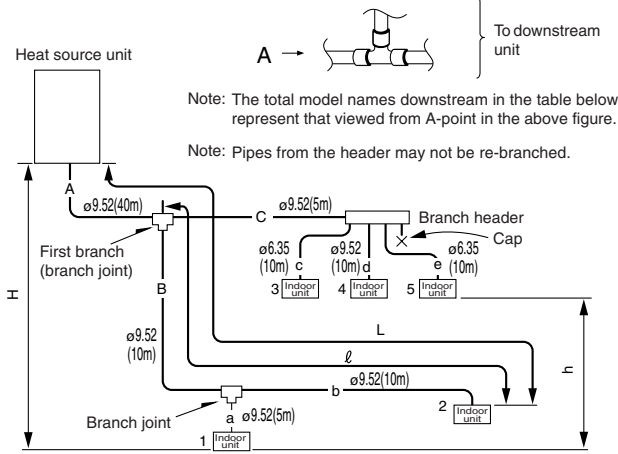 To downstream
unit
A
Heat source unit
Note: The total model names downstream in the table below
represent that viewed from A-point in the above figure.
Note: Pipes from the header may not be re-branched.
A
ø9.52(40m)
C
ø9.52(5m)
Branch header
Cap
First branch
(branch joint)
ø6.35
(10m)
c
ø9.52
(10m)
d
e
ø6.35
(10m)
3
Indoor
unit
4
Indoor
unit
5
Indoor
unit
B
H
L
h
ø9.52
(10m)
ℓ
ø9.52(10m)
b
2
Indoor
unit
Branch joint
a
ø9.52(5m)
1
Indoor
unit